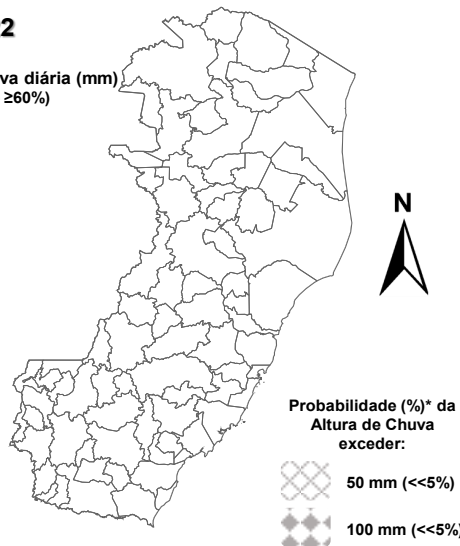 2
va diária (mm)
≥60%)
N
Probabilidade (%)* da
Altura de Chuva
exceder:
50 mm (<<5%)
100 mm (<<5%)